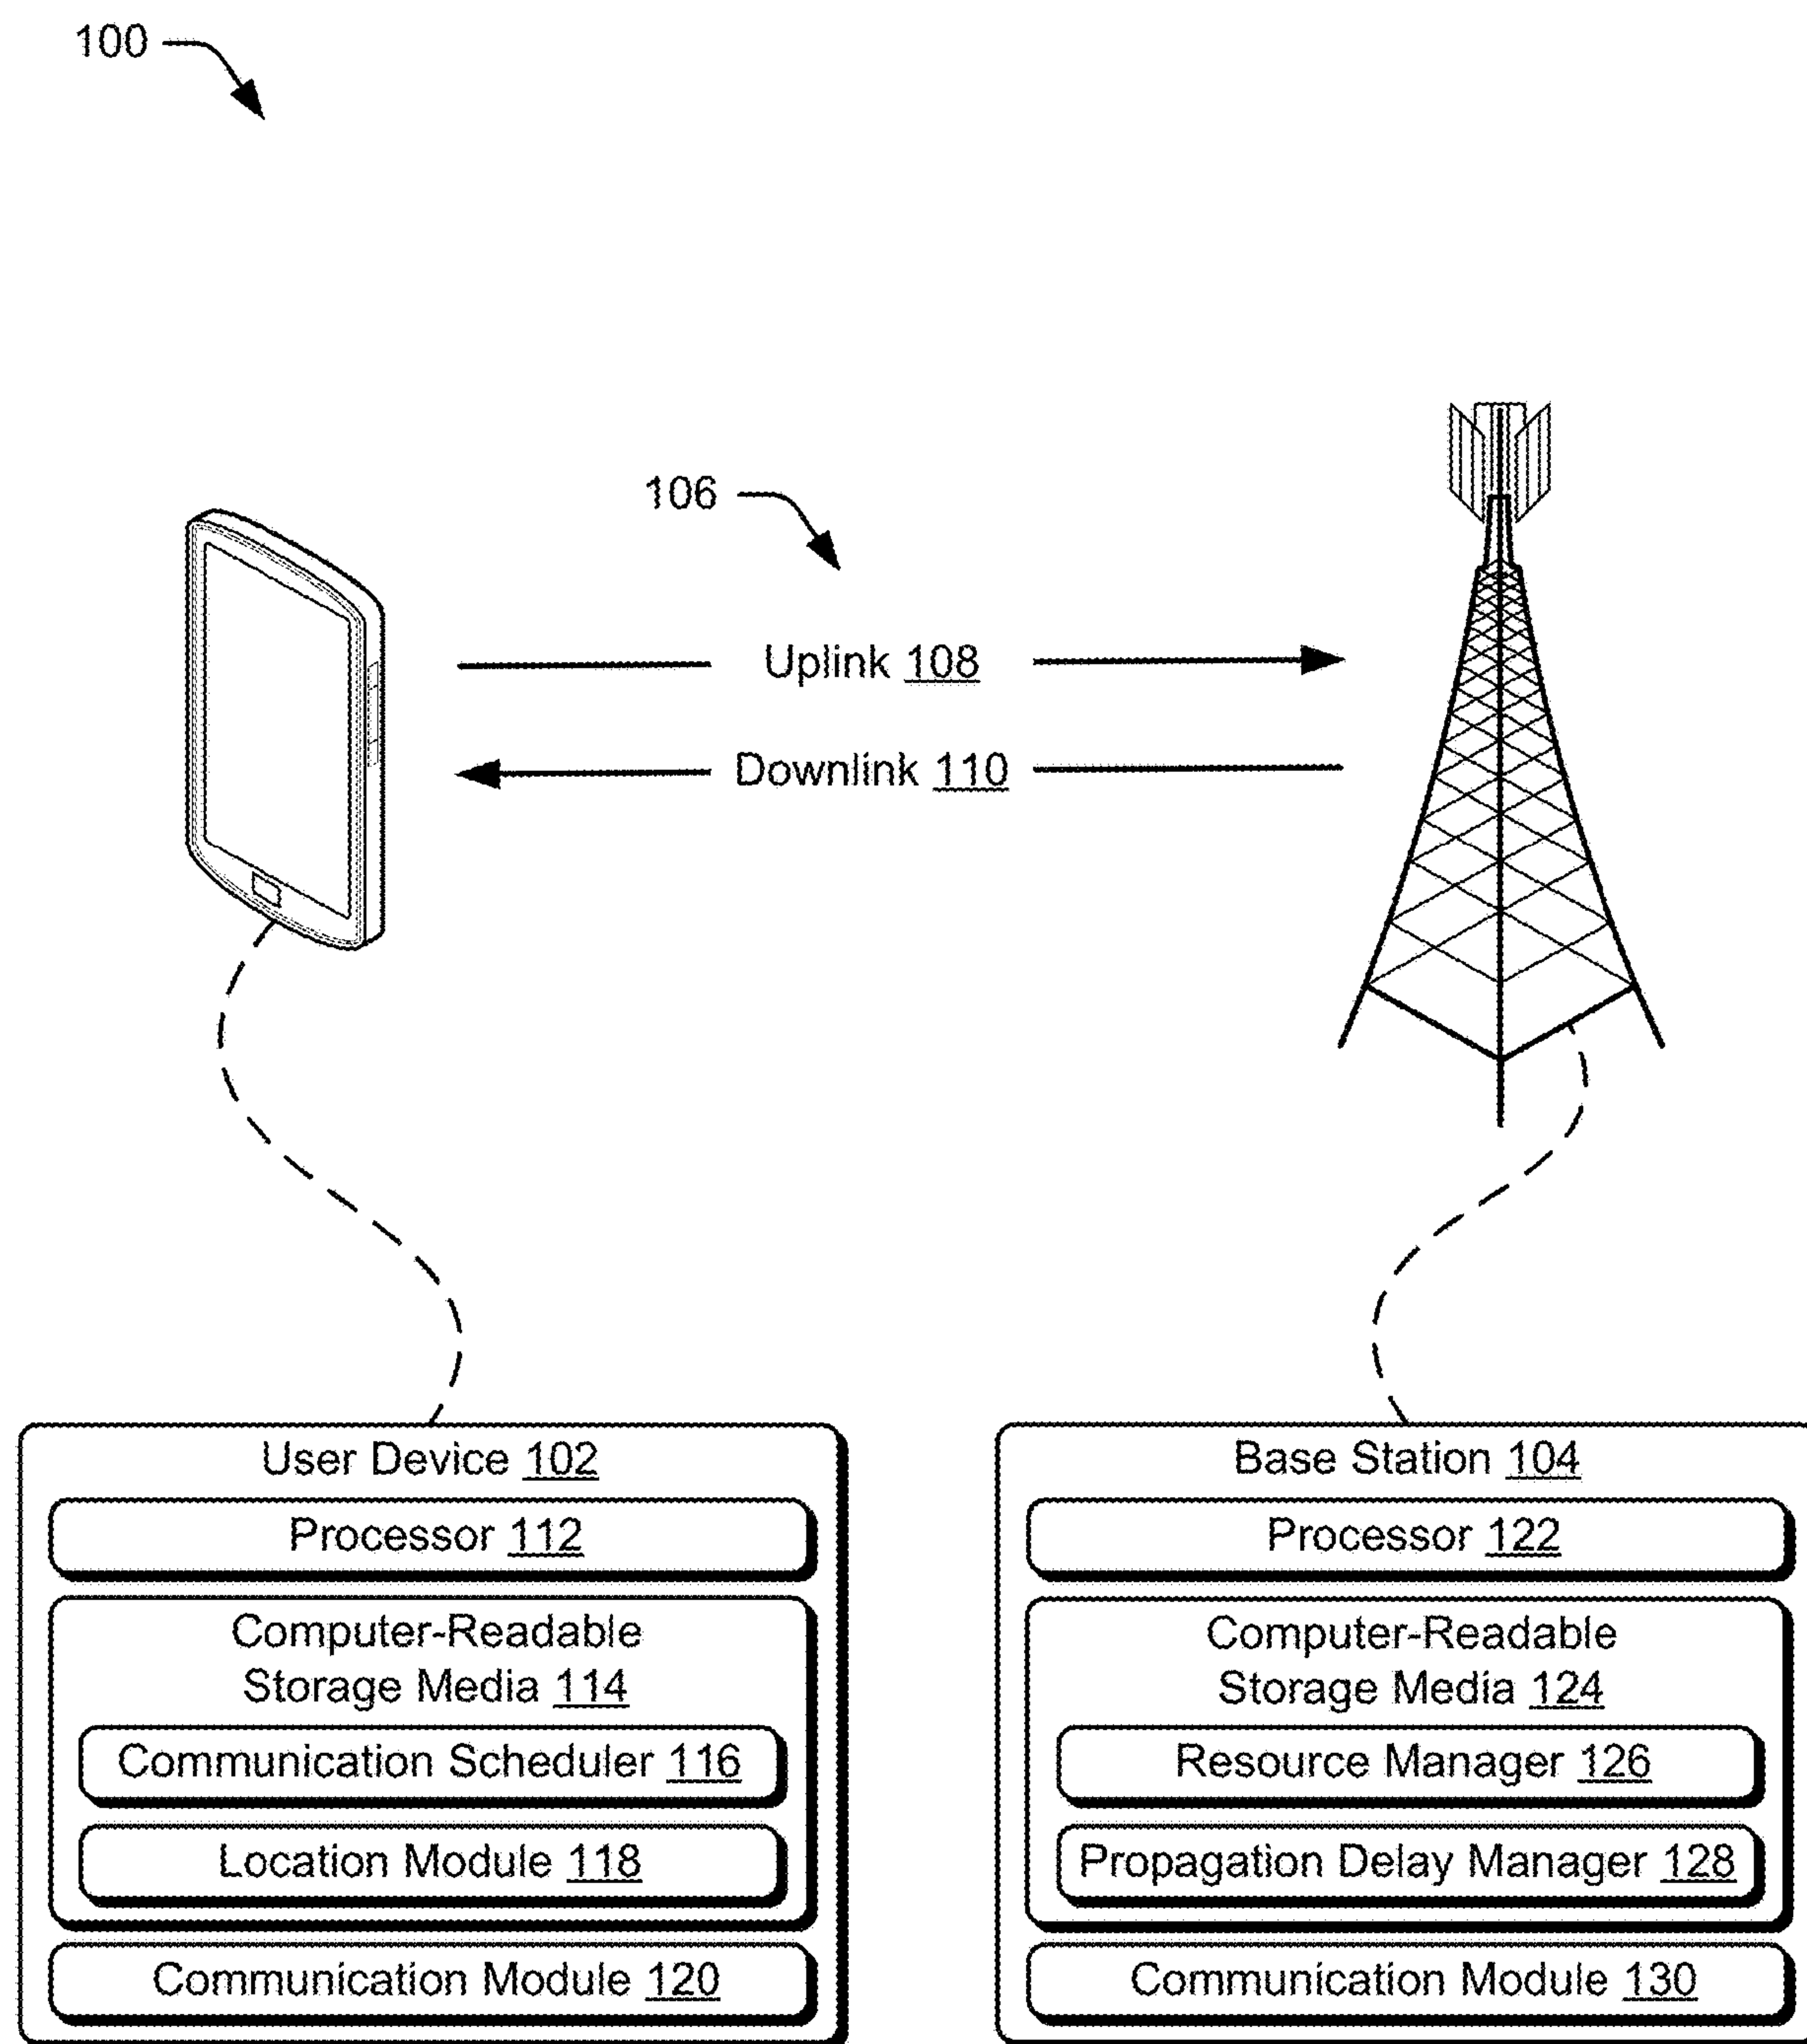 100
106
Uplink 108
Downlink 110
User Device 102
Processor 112
Computer-Readable
Storage Media 114
Communication Scheduler 116
Location Module 118
Communication Module 120
Base Station 104
Processor 122
Computer-Readable
Storage Media 124
Resource Manager 126
Propagation Delay Manager 128
Communication Module 130